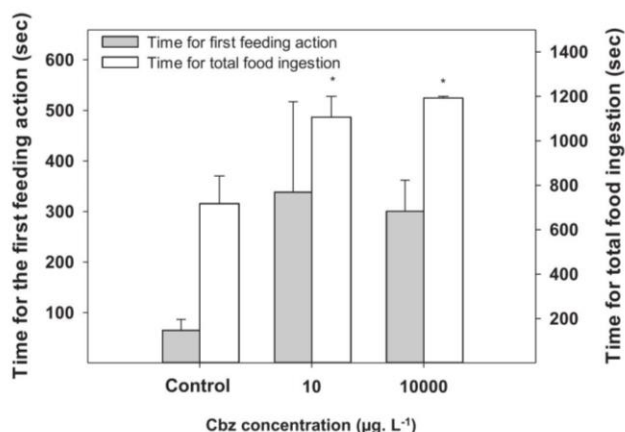 Time for the first feeding action (sec)
600
500
400
300
200
100
Time for first feeding action
Time for total food ingestion
*
*
1400
1200
1000
800
600
400
200
Time for total food ingestion (sec)
Control
10
10000
Cbz concentration (µg. L⁻¹)